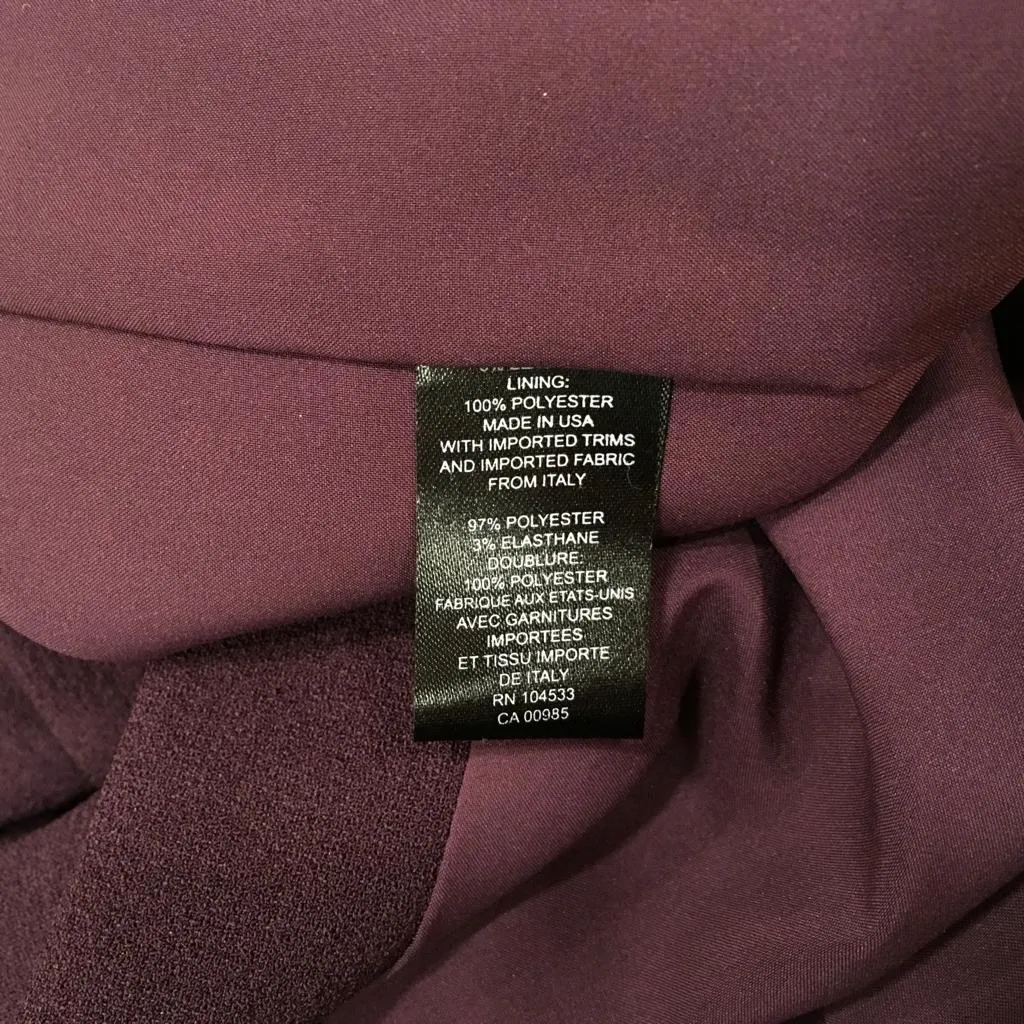 LINING:
100% POLYESTER
MADE IN USA
WITH IMPORTED TRIMS
AND IMPORTED FABRIC
FROM ITALY
97% POLYESTER
3% ELASTHANE
DOUBLURE:
100% POLYESTER
FABRIQUE AUX ETATS-UNIS
AVEC GARNITURES
IMPORTEES
ET TISSU IMPORTE
DE ITALY
RN 104533
CA 00985